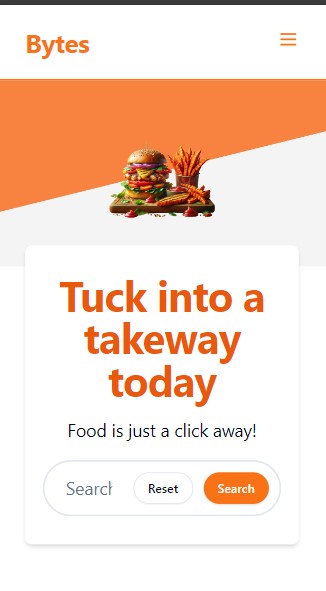 Bytes
Tuck into a
takeway
today
Food is just a click away!
Search Reset Search